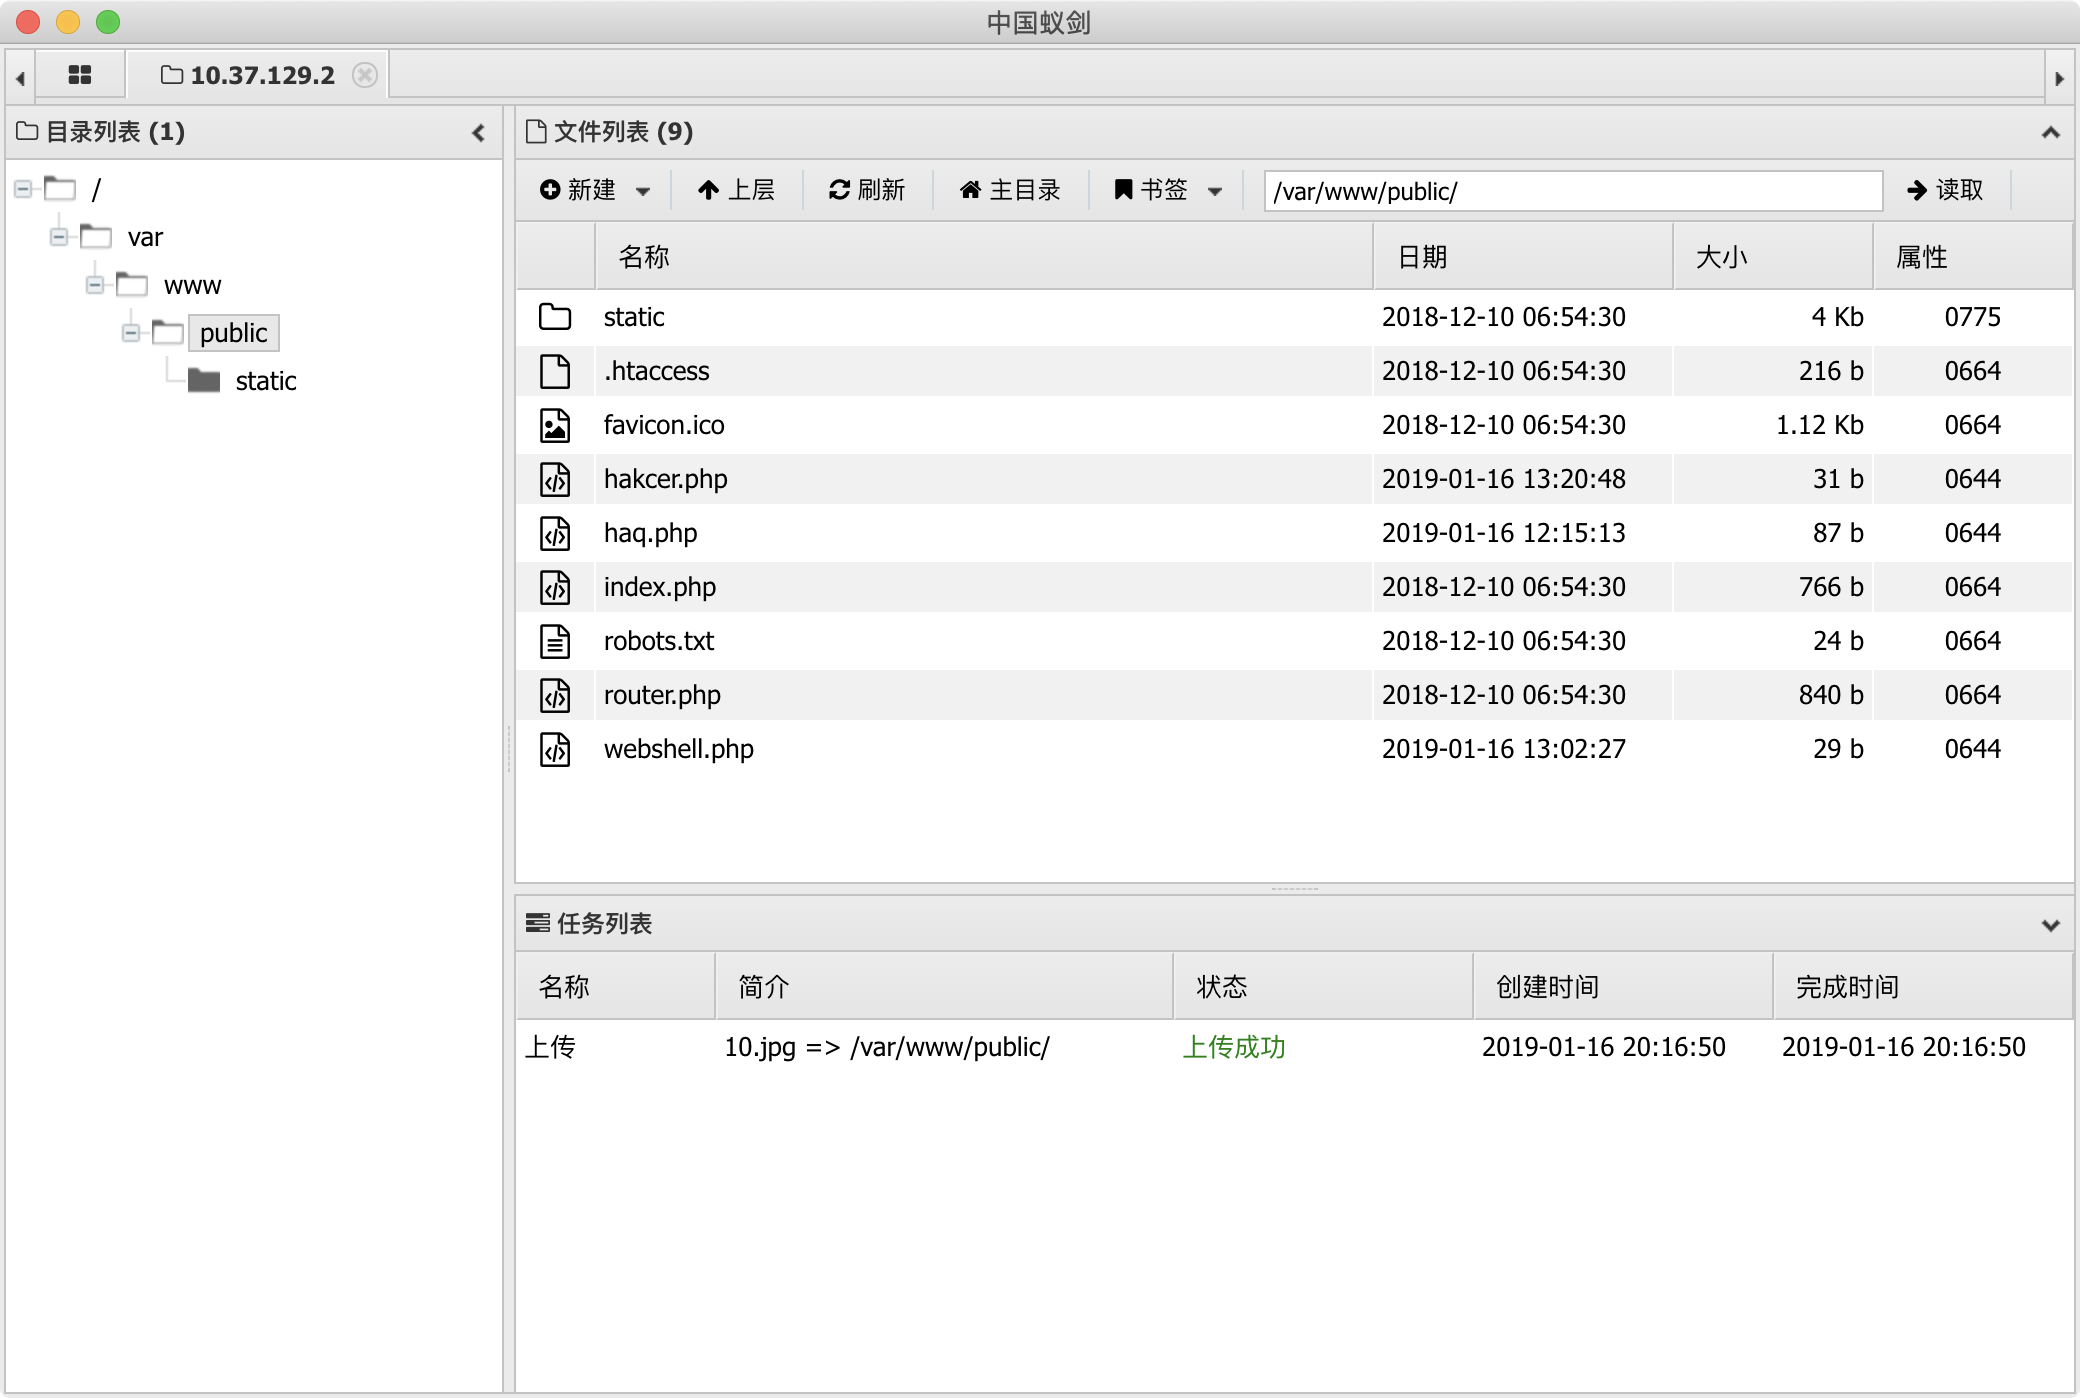 中国蚁剑
10.37.129.2
目录列表 (1)
/
var
www
public
static
文件列表 (9)
新建 上层 刷新 主目录 书签 /var/www/public/ 读取
名称 日期 大小 属性
static 2018-12-10 06:54:30 4 Kb 0775
.htaccess 2018-12-10 06:54:30 216 b 0664
favicon.ico 2018-12-10 06:54:30 1.12 Kb 0664
hakcer.php 2019-01-16 13:20:48 31 b 0644
haq.php 2019-01-16 12:15:13 87 b 0644
index.php 2018-12-10 06:54:30 766 b 0664
robots.txt 2018-12-10 06:54:30 24 b 0664
router.php 2018-12-10 06:54:30 840 b 0664
webshell.php 2019-01-16 13:02:27 29 b 0644
任务列表
名称 简介 状态 创建时间 完成时间
上传 10.jpg => /var/www/public/ 上传成功 2019-01-16 20:16:50 2019-01-16 20:16:50